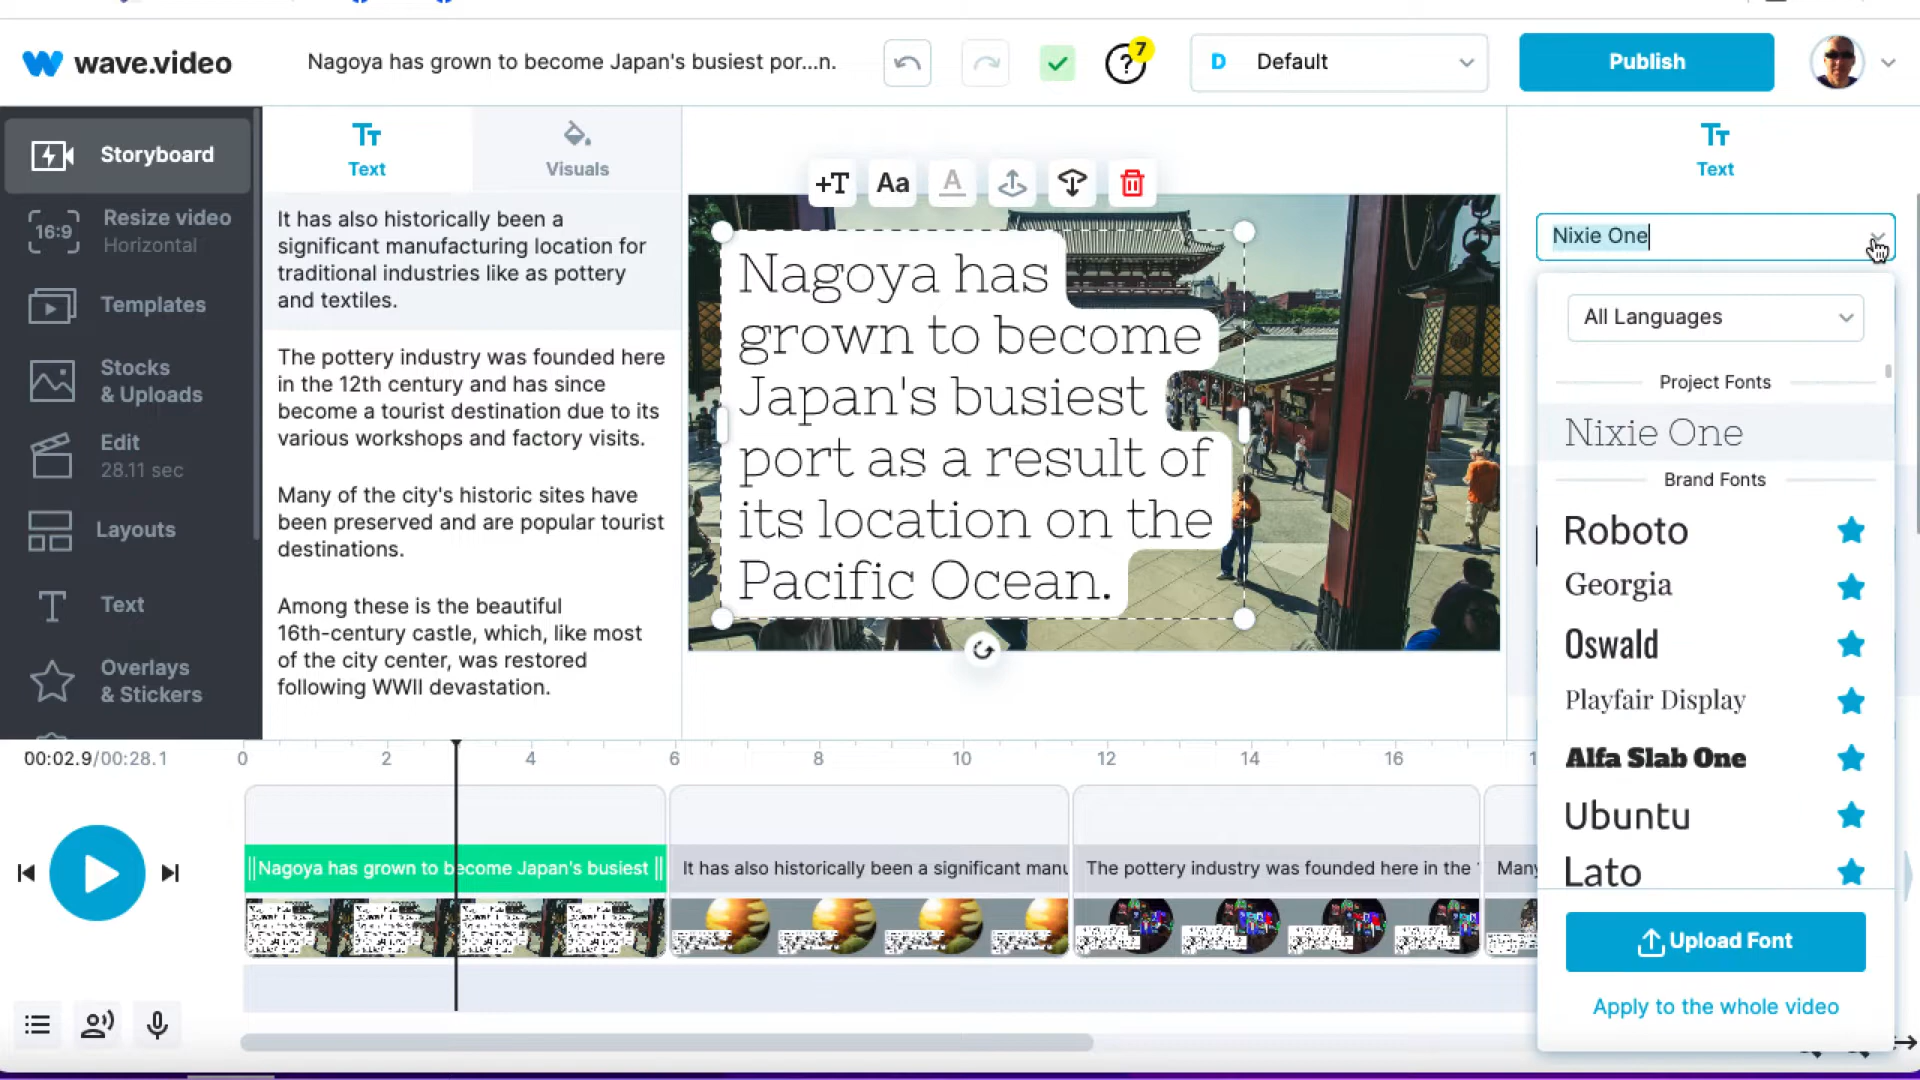 wave.video
Nagoya has grown to become Japan's busiest por...n.
7
?
D Default
Publish
Storyboard
16:9
Resize video
Horizontal
Templates
Stocks
& Uploads
Edit
28.11 sec
Layouts
Text
Overlays
& Stickers
Text
Visuals
It has also historically been a
significant manufacturing location for
traditional industries like as pottery
and textiles.
The pottery industry was founded here
in the 12th century and has since
become a tourist destination due to its
various workshops and factory visits.
Many of the city's historic sites have
been preserved and are popular tourist
destinations.
Among these is the beautiful
16th-century castle, which, like most
of the city center, was restored
following WWII devastation.
+T Aa A
Nagoya has
grown to become
Japan's busiest
port as a result of
its location on the
Pacific Ocean.
Text
Nixie One
All Languages
Project Fonts
Nixie One
Brand Fonts
Roboto
Georgia
Oswald
Playfair Display
Alfa Slab One
Ubuntu
Lato
Upload Font
Apply to the whole video
00:02.9/00:28.1
0 2 4 6 8 10 12 14 16
Nagoya has grown to become Japan's busiest
It has also historically been a significant manu
The pottery industry was founded here in the
Many